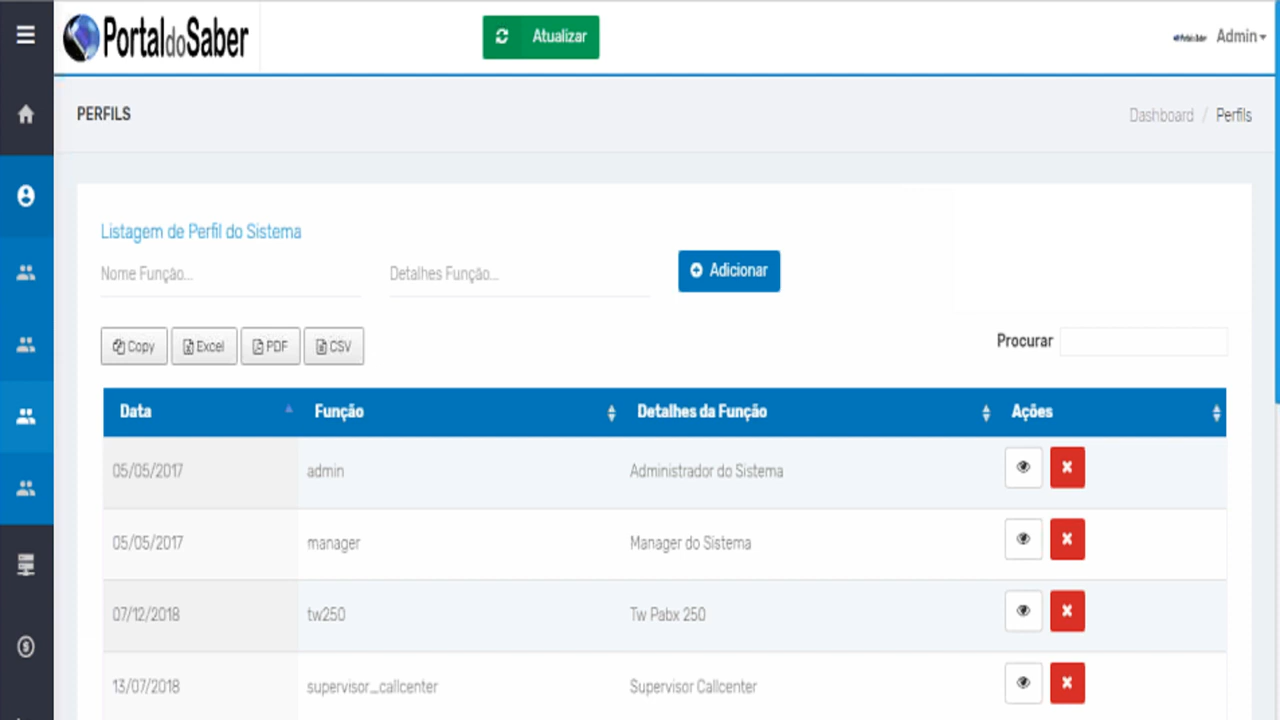 PortaldoSaber
Atualizar
Admin
PERFILS
Dashboard / Perfils
Listagem de Perfil do Sistema
Nome Função...
Detalhes Função...
Adicionar
Copy
Excel
PDF
CSV
Procurar
Data Função Detalhes da Função Ações
05/05/2017 admin Administrador do Sistema
05/05/2017 manager Manager do Sistema
07/12/2018 tw250 Tw Pabx 250
13/07/2018 supervisor_callcenter Supervisor Callcenter